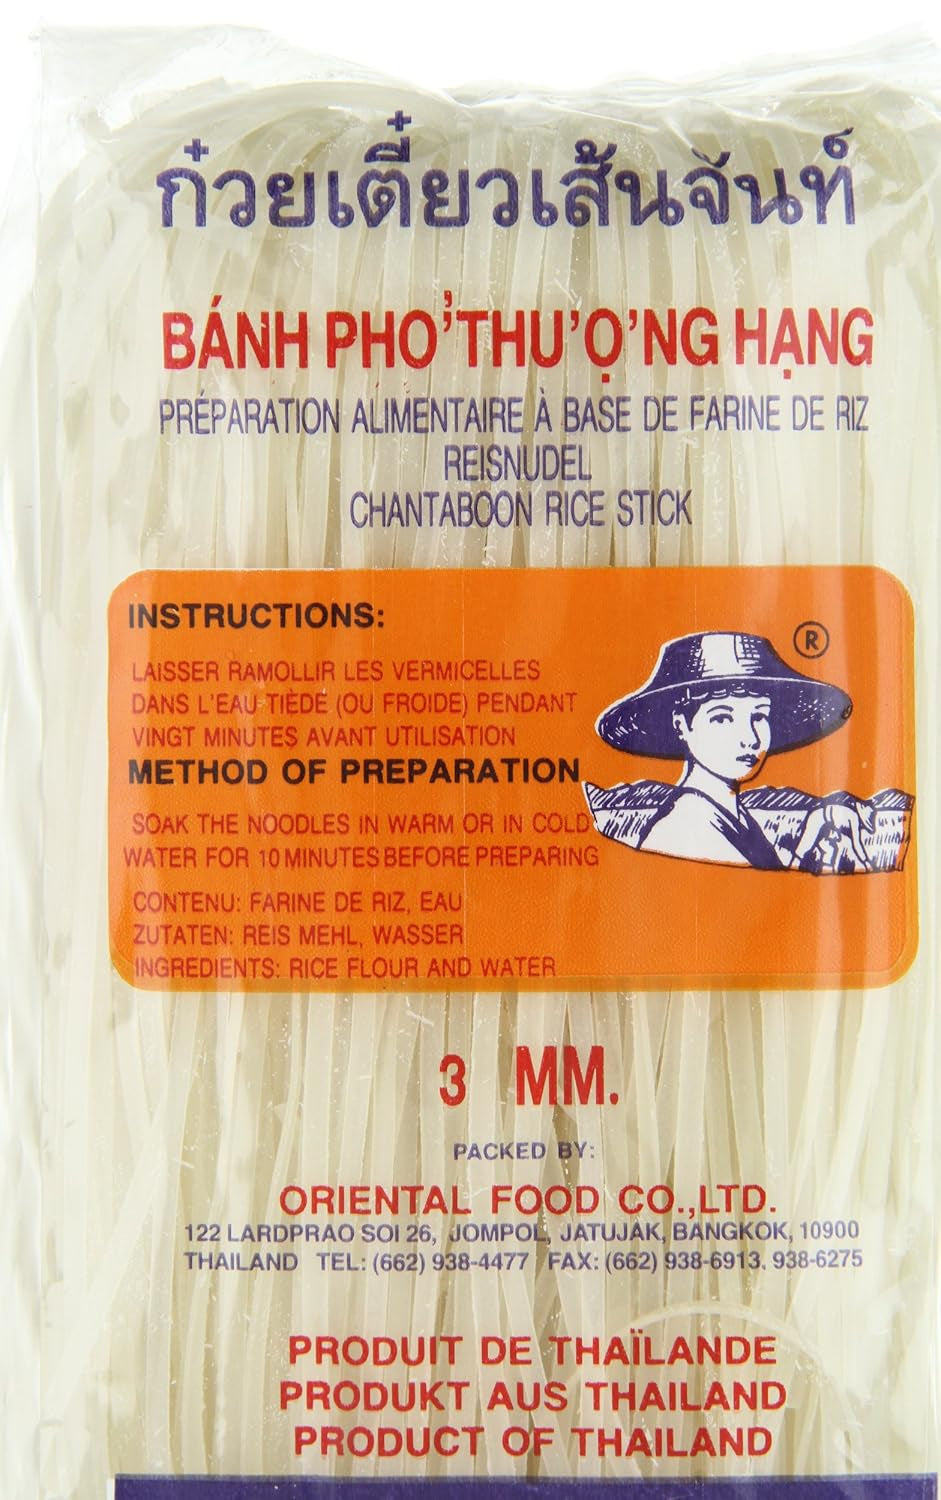 ก๋วยเตี๋ยวเส้นจันท์
BÁNH PHO᾿̉ THU᾿Ọ᾿NG HẠNG
PRÉPARATION ALIMENTAIRE À BASE DE FARINE DE RIZ
REISNUDEL
CHANTABOON RICE STICK
INSTRUCTIONS:
®
LAISSER RAMOLLIR LES VERMICELLES
DANS L'EAU TIÈDE (OU FROIDE) PENDANT
VINGT MINUTES AVANT UTILISATION
METHOD OF PREPARATION
SOAK THE NOODLES IN WARM OR IN COLD
WATER FOR 10 MINUTES BEFORE PREPARING
CONTENU: FARINE DE RIZ, EAU
ZUTATEN: REIS MEHL, WASSER
INGREDIENTS: RICE FLOUR AND WATER
3 MM.
PACKED BY:
ORIENTAL FOOD CO.,LTD.
122 LARDPRAO SOI 26, JOMPOL, JATUJAK, BANGKOK, 10900
THAILAND TEL: (662) 938-4477 FAX: (662) 938-6913, 938-6275
PRODUIT DE THAÏLANDE
PRODUKT AUS THAILAND
PRODUCT OF THAILAND